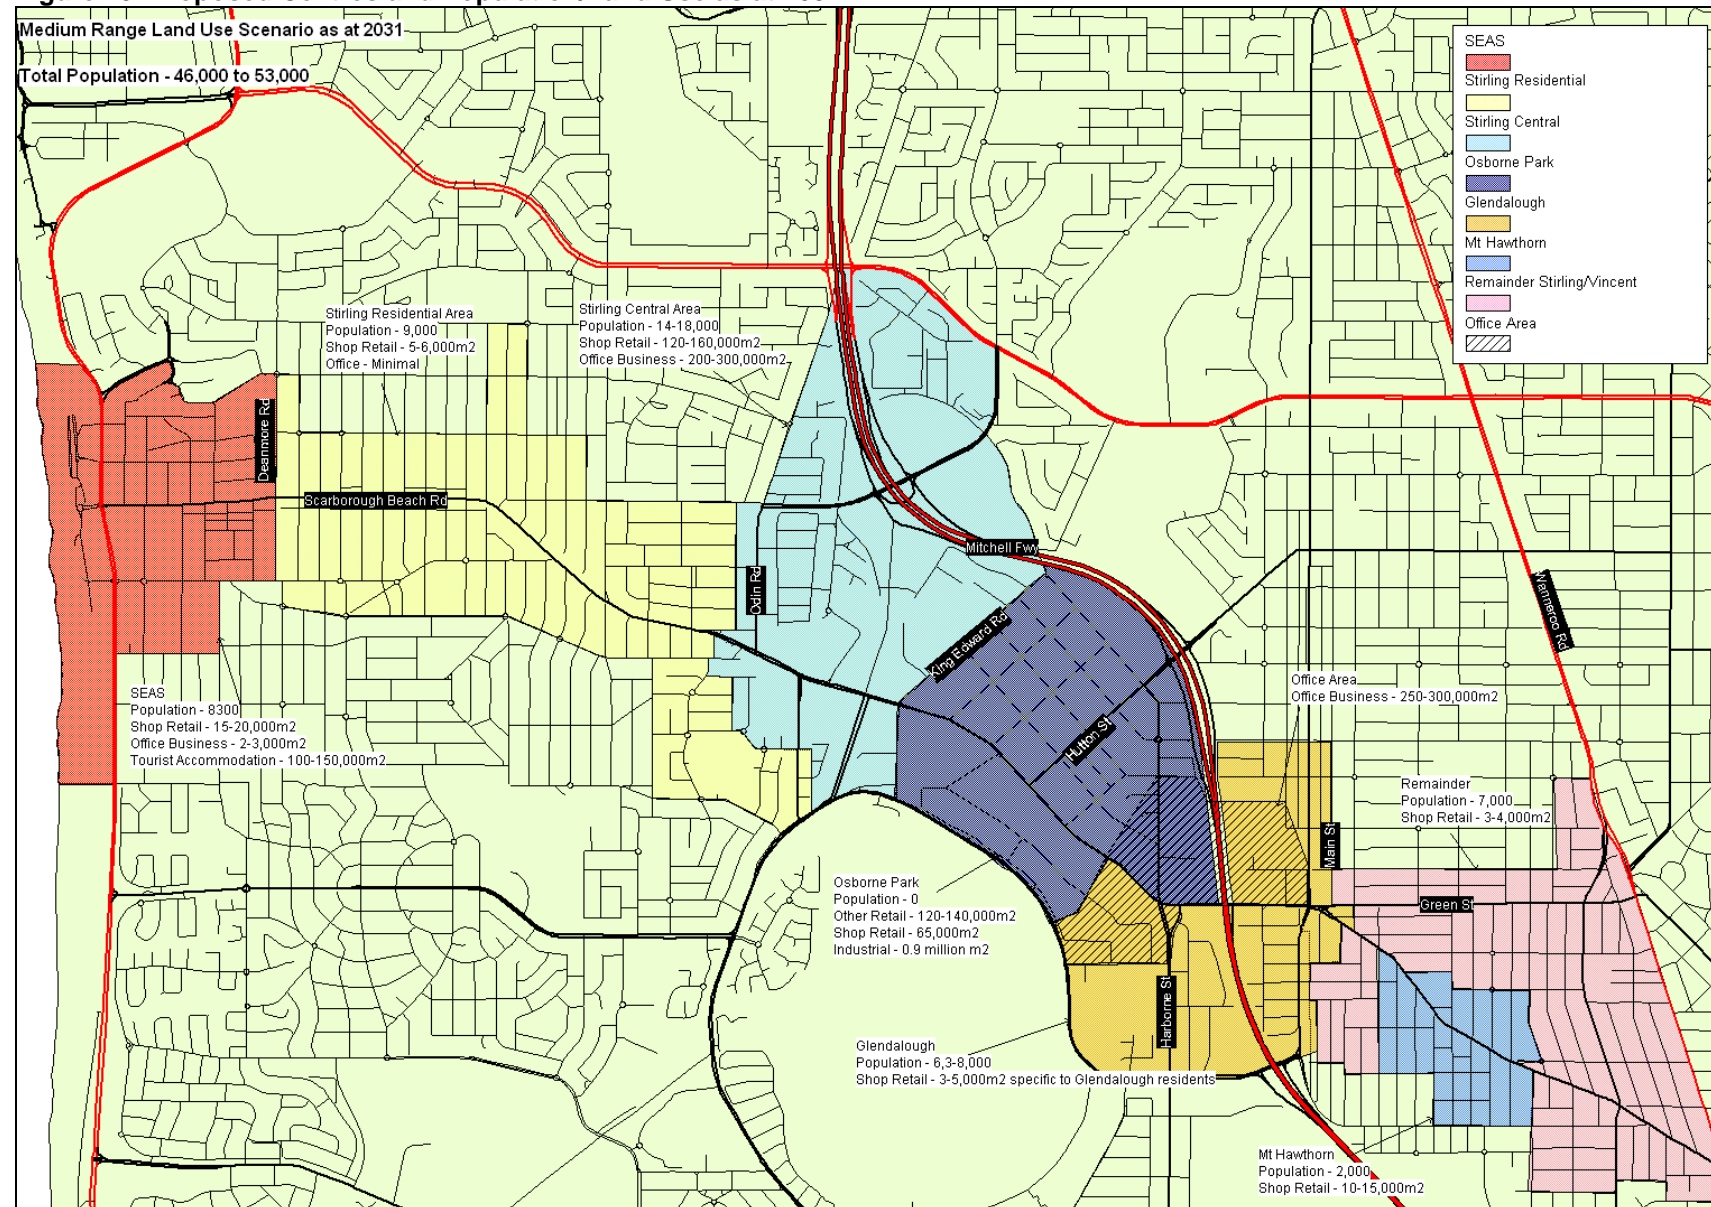 Medium Range Land Use Scenario as at 2031
Total Population - 46,000 to 53,000
SEAS
Stirling Residential
Stirling Central
Osborne Park
Glendalough
Mt Hawthorn
Remainder Stirling/Vincent
Office Area
Stirling Residential Area
Population - 9,000
Shop Retail - 5-6,000m2
Office - Minimal
Stirling Central Area
Population - 14-18,000
Shop Retail - 120-160,000m2
Office Business - 200-300,000m2
Deanmore Rd
Scarborough Beach Rd
Mitchell Fwy
Odin Rd
King Edward Rd
Wanneroo Rd
Hutton St
Office Area
Office Business - 250-300,000m2
SEAS
Population - 8300
Shop Retail - 15-20,000m2
Office Business - 2-3,000m2
Tourist Accommodation - 100-150,000m2
Remainder
Population - 7,000
Shop Retail - 3-4,000m2
Main St
Green St
Osborne Park
Population - 0
Other Retail - 120-140,000m2
Shop Retail - 65,000m2
Industrial - 0.9 million m2
Harborne St
Glendalough
Population - 6,3-8,000
Shop Retail - 3-5,000m2 specific to Glendalough residents
Mt Hawthorn
Population - 2,000
Shop Retail - 10-15,000m2